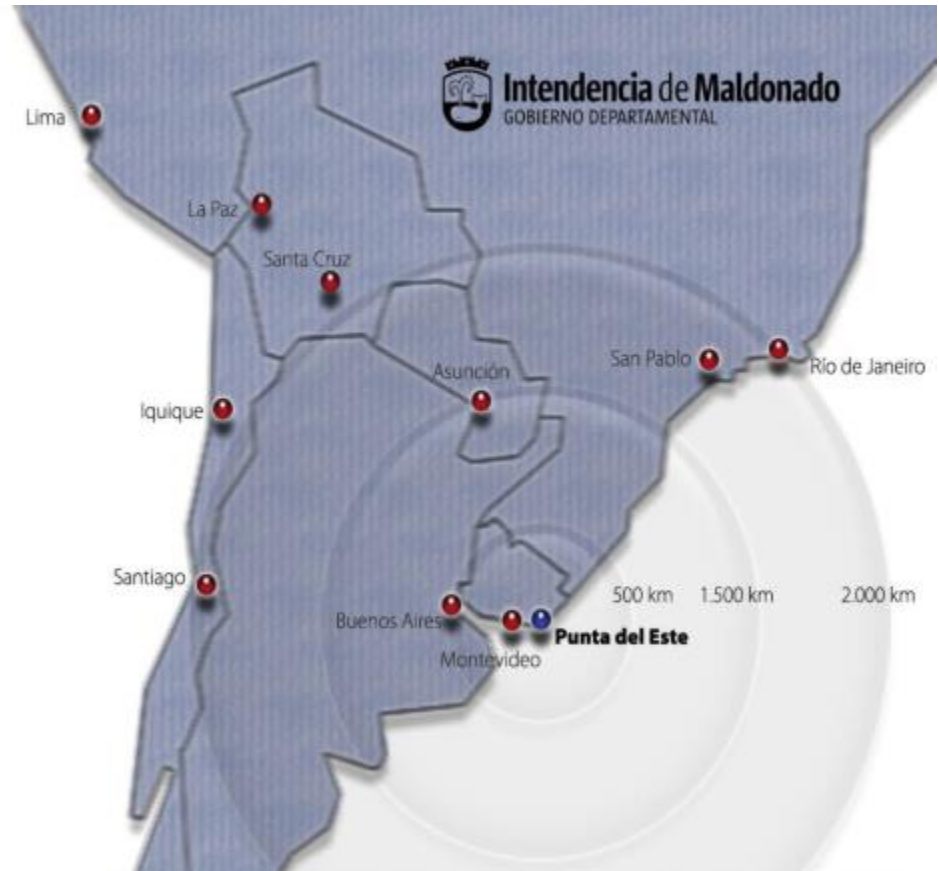 Intendencia de Maldonado
GOBIERNO DEPARTAMENTAL
Lima
La Paz
Santa Cruz
San Pablo
Río de Janeiro
Asunción
Iquique
Santiago
500 km
1.500 km
2.000 km
Buenos Aires
Punta del Este
Montevideo